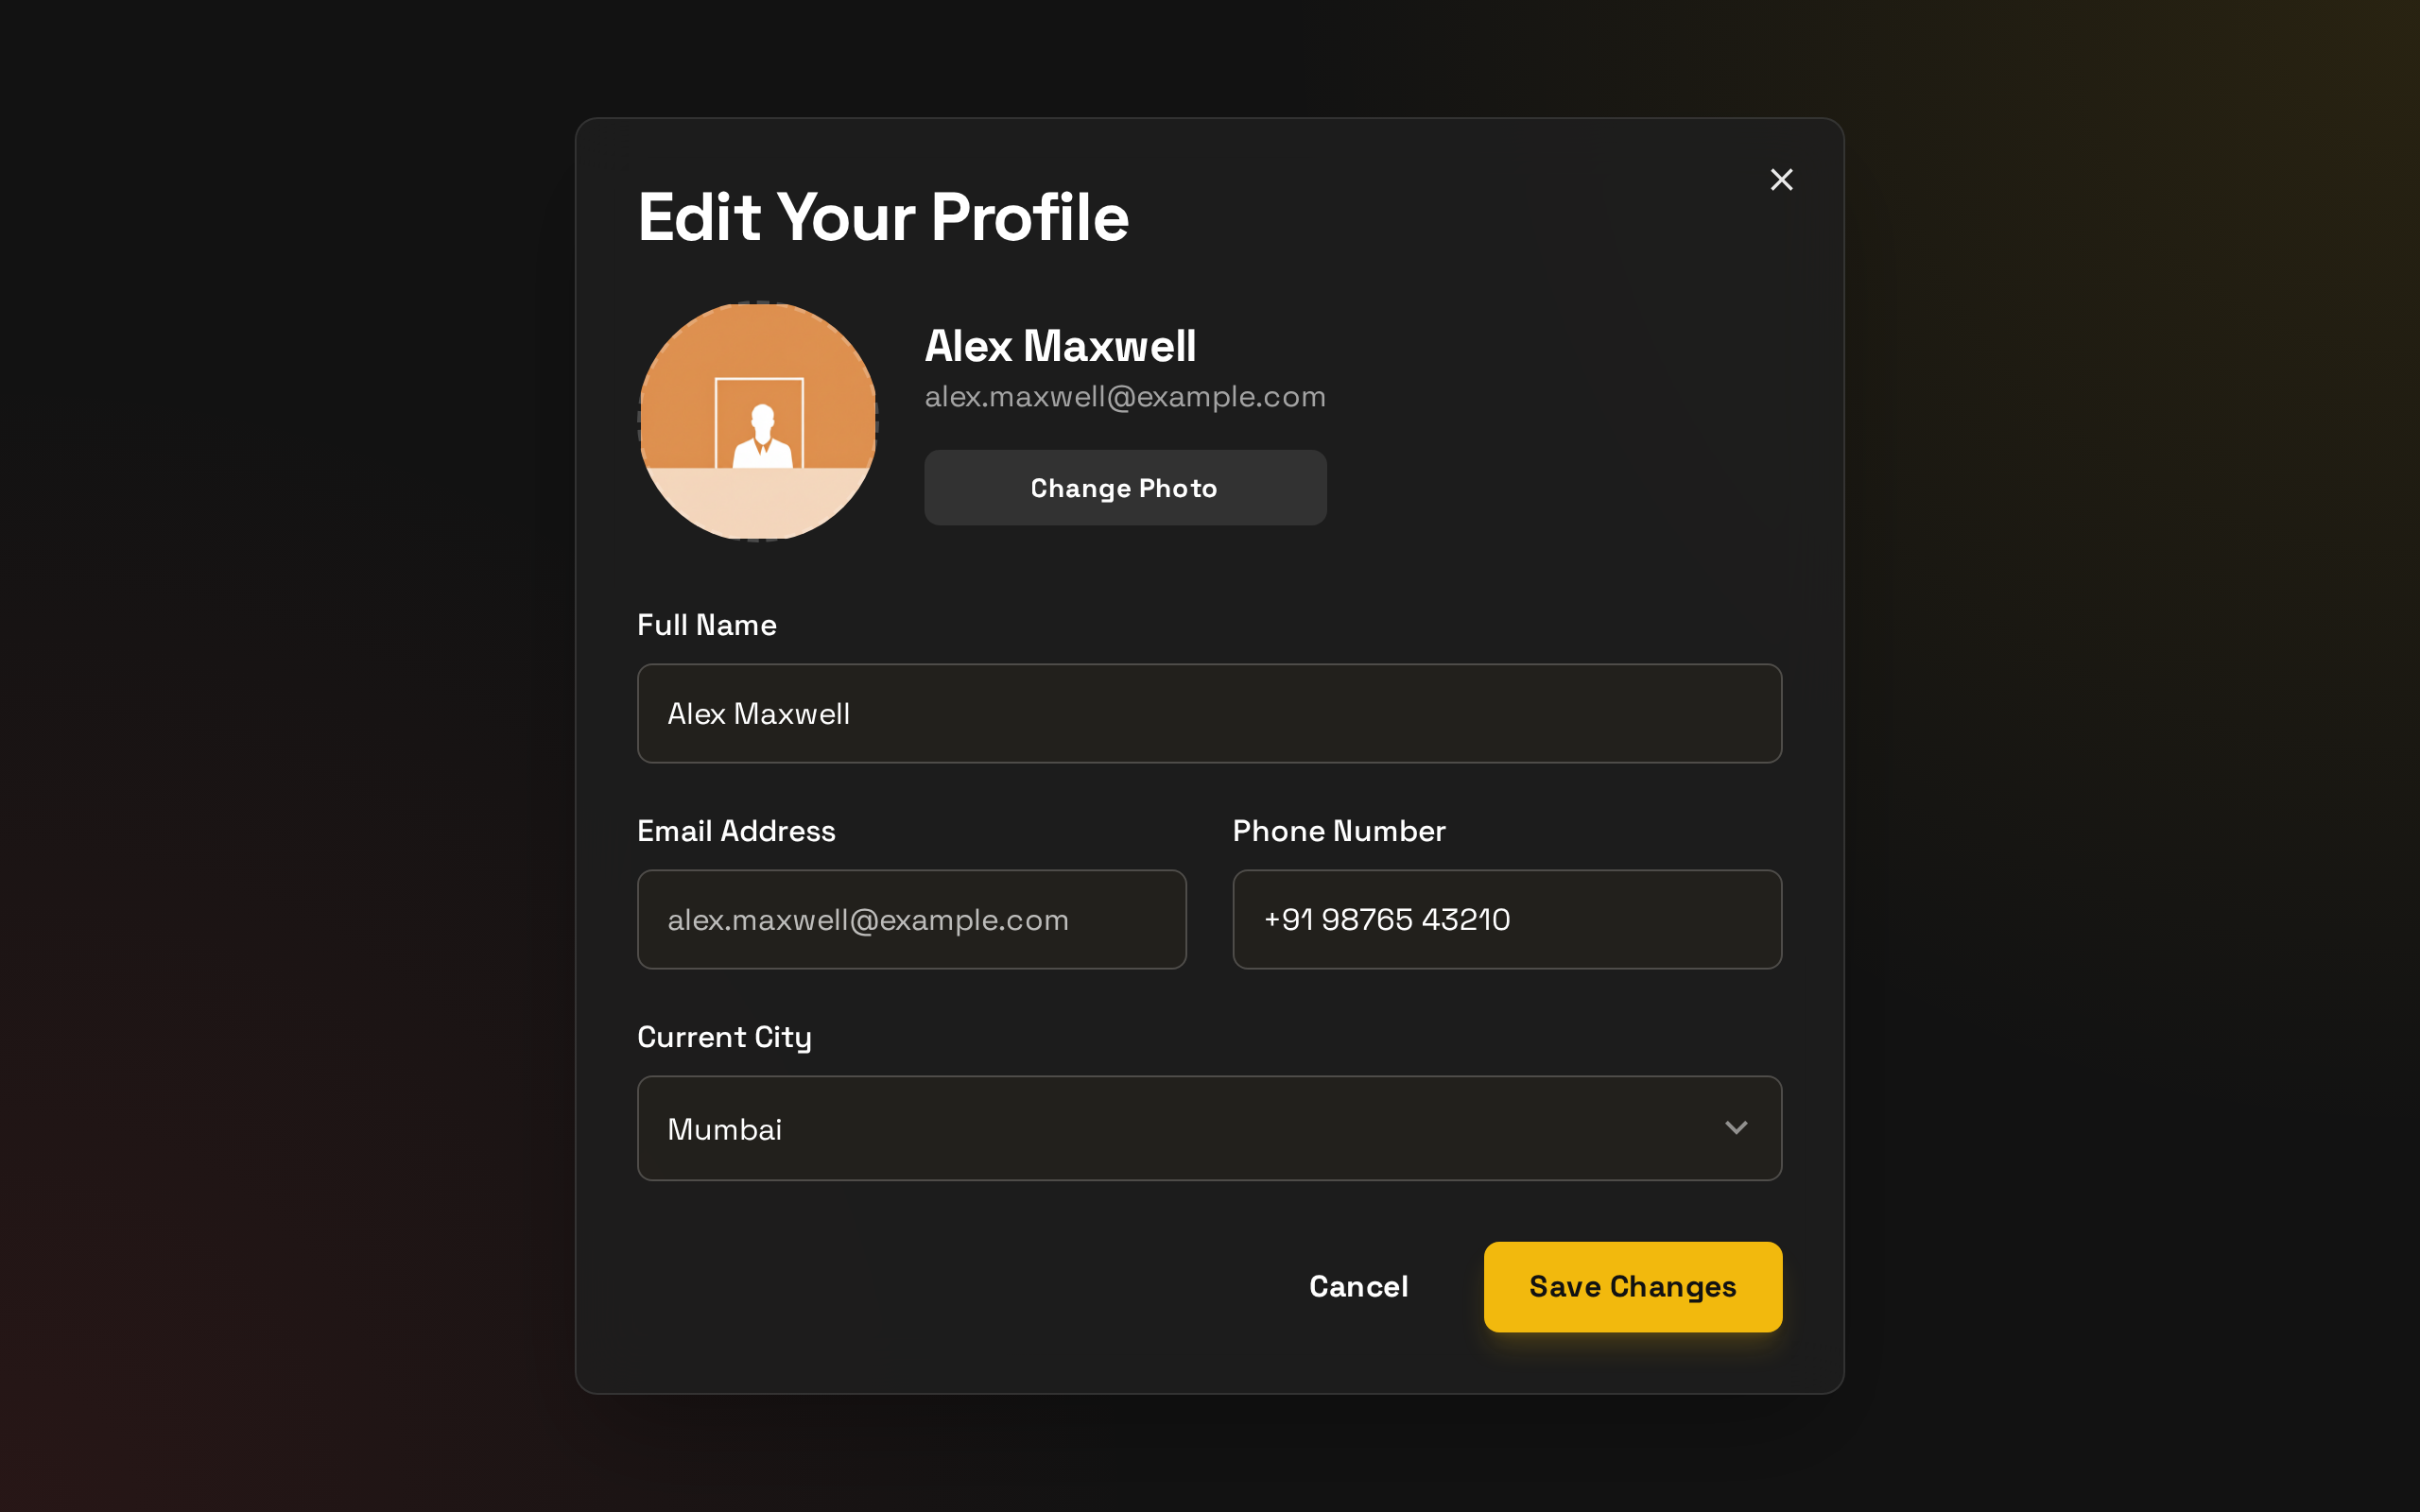 Edit Your Profile
Alex Maxwell
alex.maxwell@example.com
Change Photo
Full Name
Alex Maxwell
Email Address
Phone Number
alex.maxwell@example.com
+91 98765 43210
Current City
Mumbai
Cancel
Save Changes